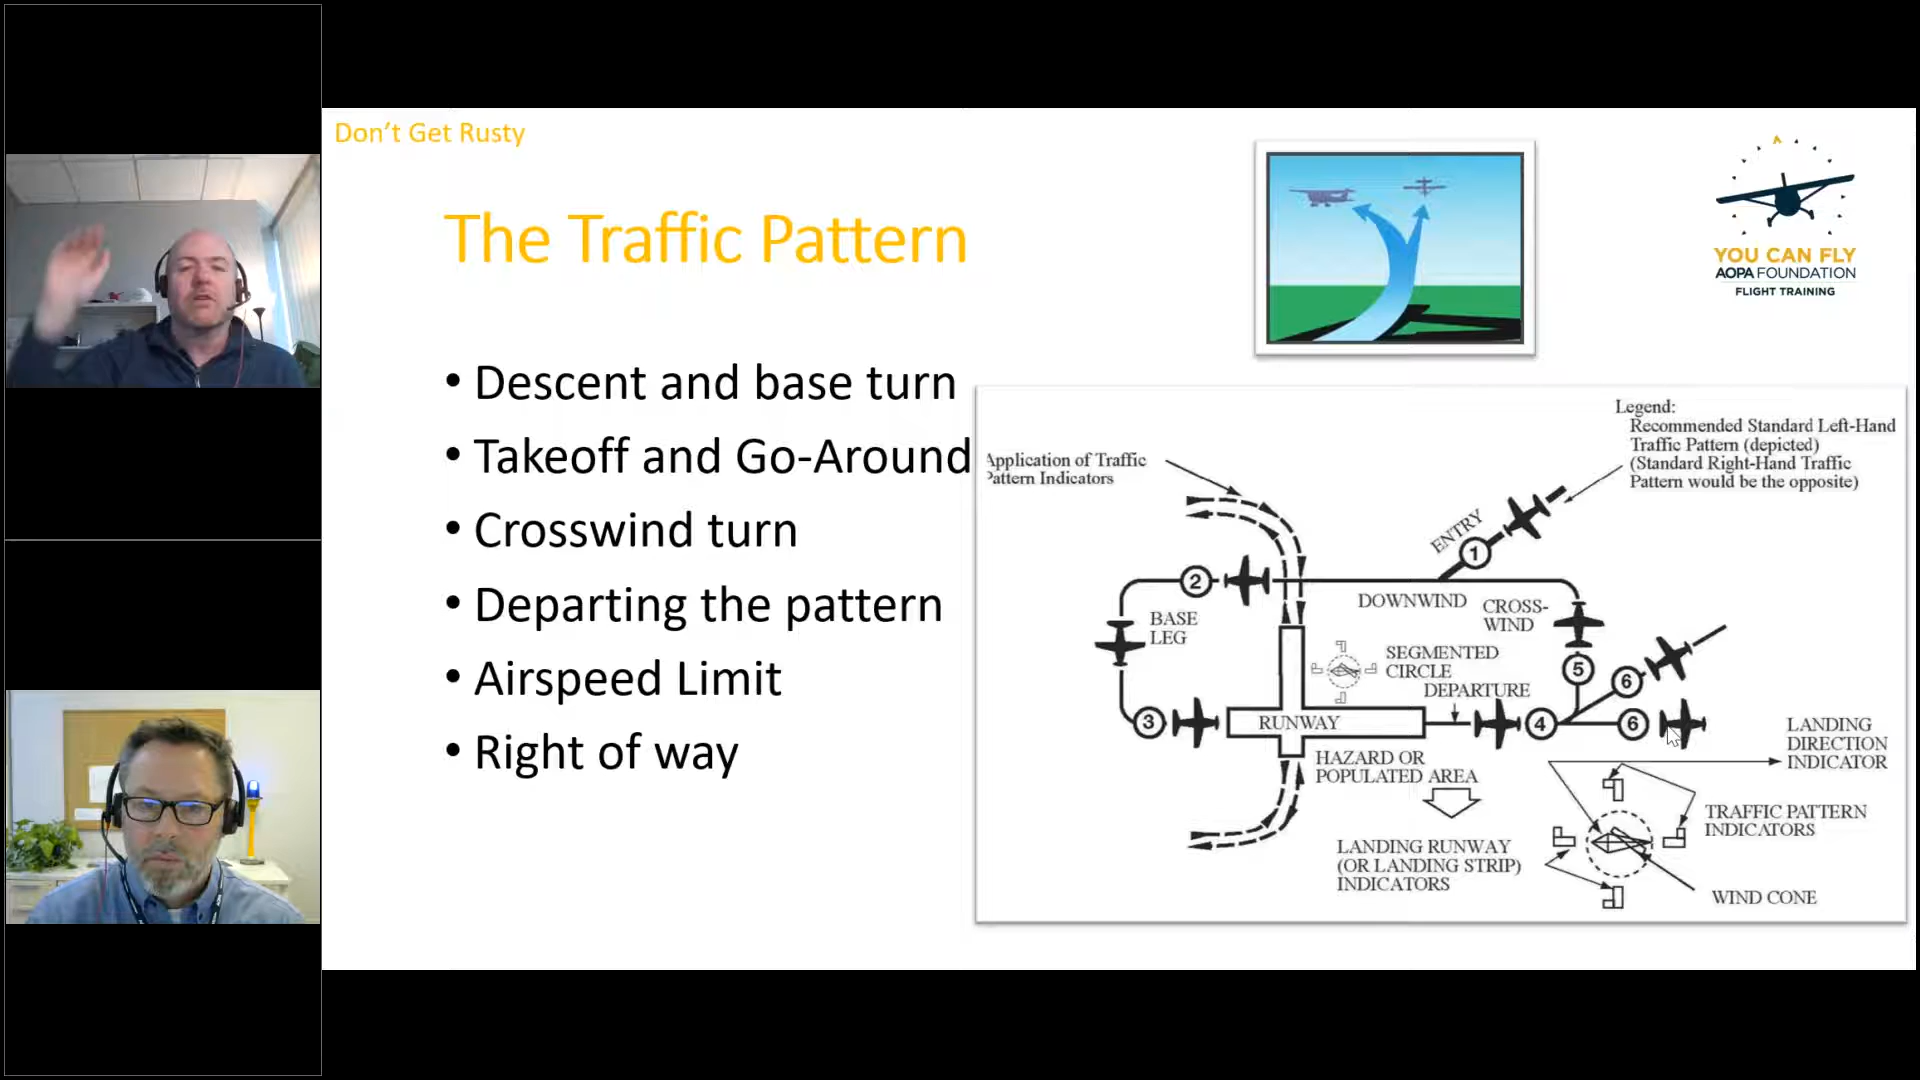 Don't Get Rusty
The Traffic Pattern
YOU CAN FLY
AOPA FOUNDATION
FLIGHT TRAINING
• Descent and base turn
• Takeoff and Go-Around
• Crosswind turn
• Departing the pattern
• Airspeed Limit
• Right of way
Legend:
Recommended Standard Left-Hand
Traffic Pattern (depicted)
(Standard Right-Hand Traffic
Pattern would be the opposite)
Application of Traffic
Pattern Indicators
ENTRY
1
2
DOWNWIND
CROSS-
WIND
BASE
LEG
SEGMENTED
CIRCLE
5
6
DEPARTURE
3
RUNWAY
4
6
LANDING
DIRECTION
INDICATOR
HAZARD OR
POPULATED AREA
TRAFFIC PATTERN
INDICATORS
LANDING RUNWAY
(OR LANDING STRIP)
INDICATORS
WIND CONE